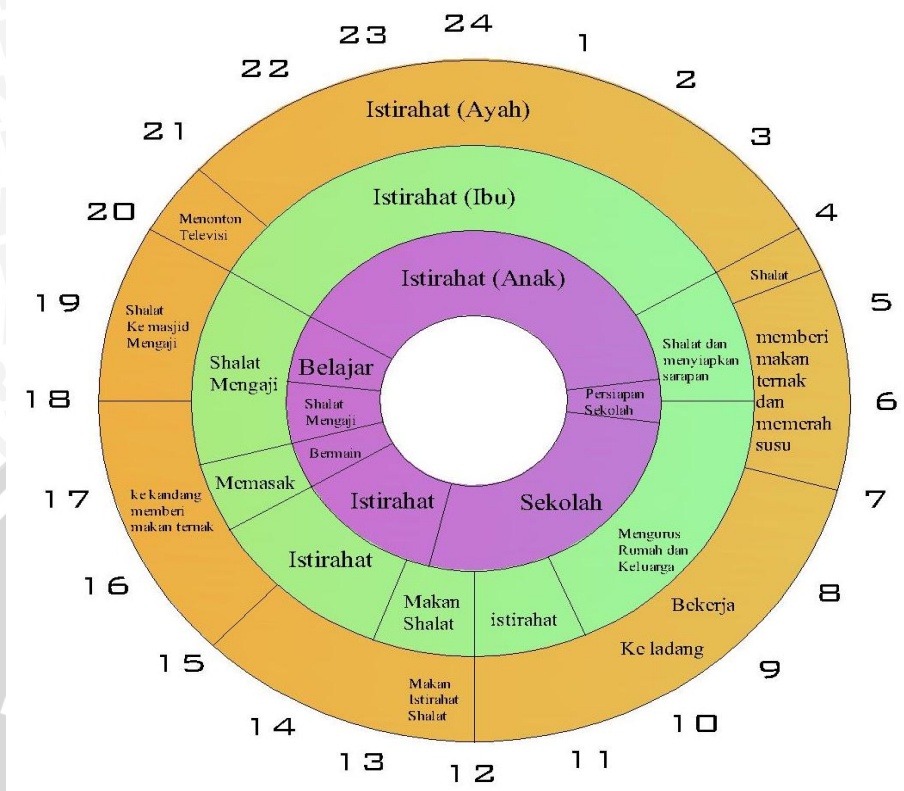 24
1
2
3
4
5
6
7
8
9
10
11
12
13
14
15
16
17
18
19
20
21
22
23
Istirahat (Ayah)
Shalat
memberi
makan
ternak
dan
memerah
susu
Bekerja
Ke ladang
Makan
Istirahat
Shalat
ke kandang
memberi
makan ternak
Shalat
Ke masjid
Mengaji
Menonton
Televisi
Istirahat (Ibu)
Shalat dan
menyiapkan
sarapan
Mengurus
Rumah dan
Keluarga
istirahat
Makan
Shalat
Istirahat
Memasak
Shalat
Mengaji
Istirahat (Anak)
Persiapan
Sekolah
Sekolah
Istirahat
Bermain
Shalat
Mengaji
Belajar